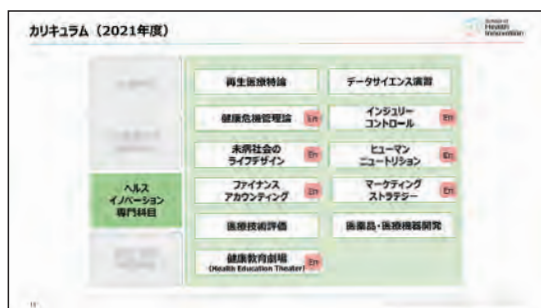 カリキュラム（2021年度）
School of
Health
Innovation
再生医療特論
データサイエンス演習
健康危機管理論 En
インジュリー
コントロール En
未病社会の
ライフデザイン En
ヒューマン
ニュートリション En
ヘルス
イノベーション
専門科目
ファイナンス
アカウンティング En
マーケティング
ストラテジー En
医療技術評価
医薬品・医療機器開発
健康教育劇場
(Health Education Theater) En